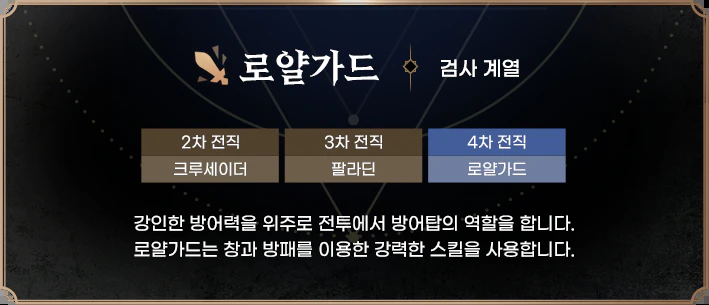 로얄가드
검사 계열
2차 전직
3차 전직
4차 전직
크루세이더
팔라딘
로얄가드
강인한 방어력을 위주로 전투에서 방어탑의 역할을 합니다.
로얄가드는 창과 방패를 이용한 강력한 스킬을 사용합니다.